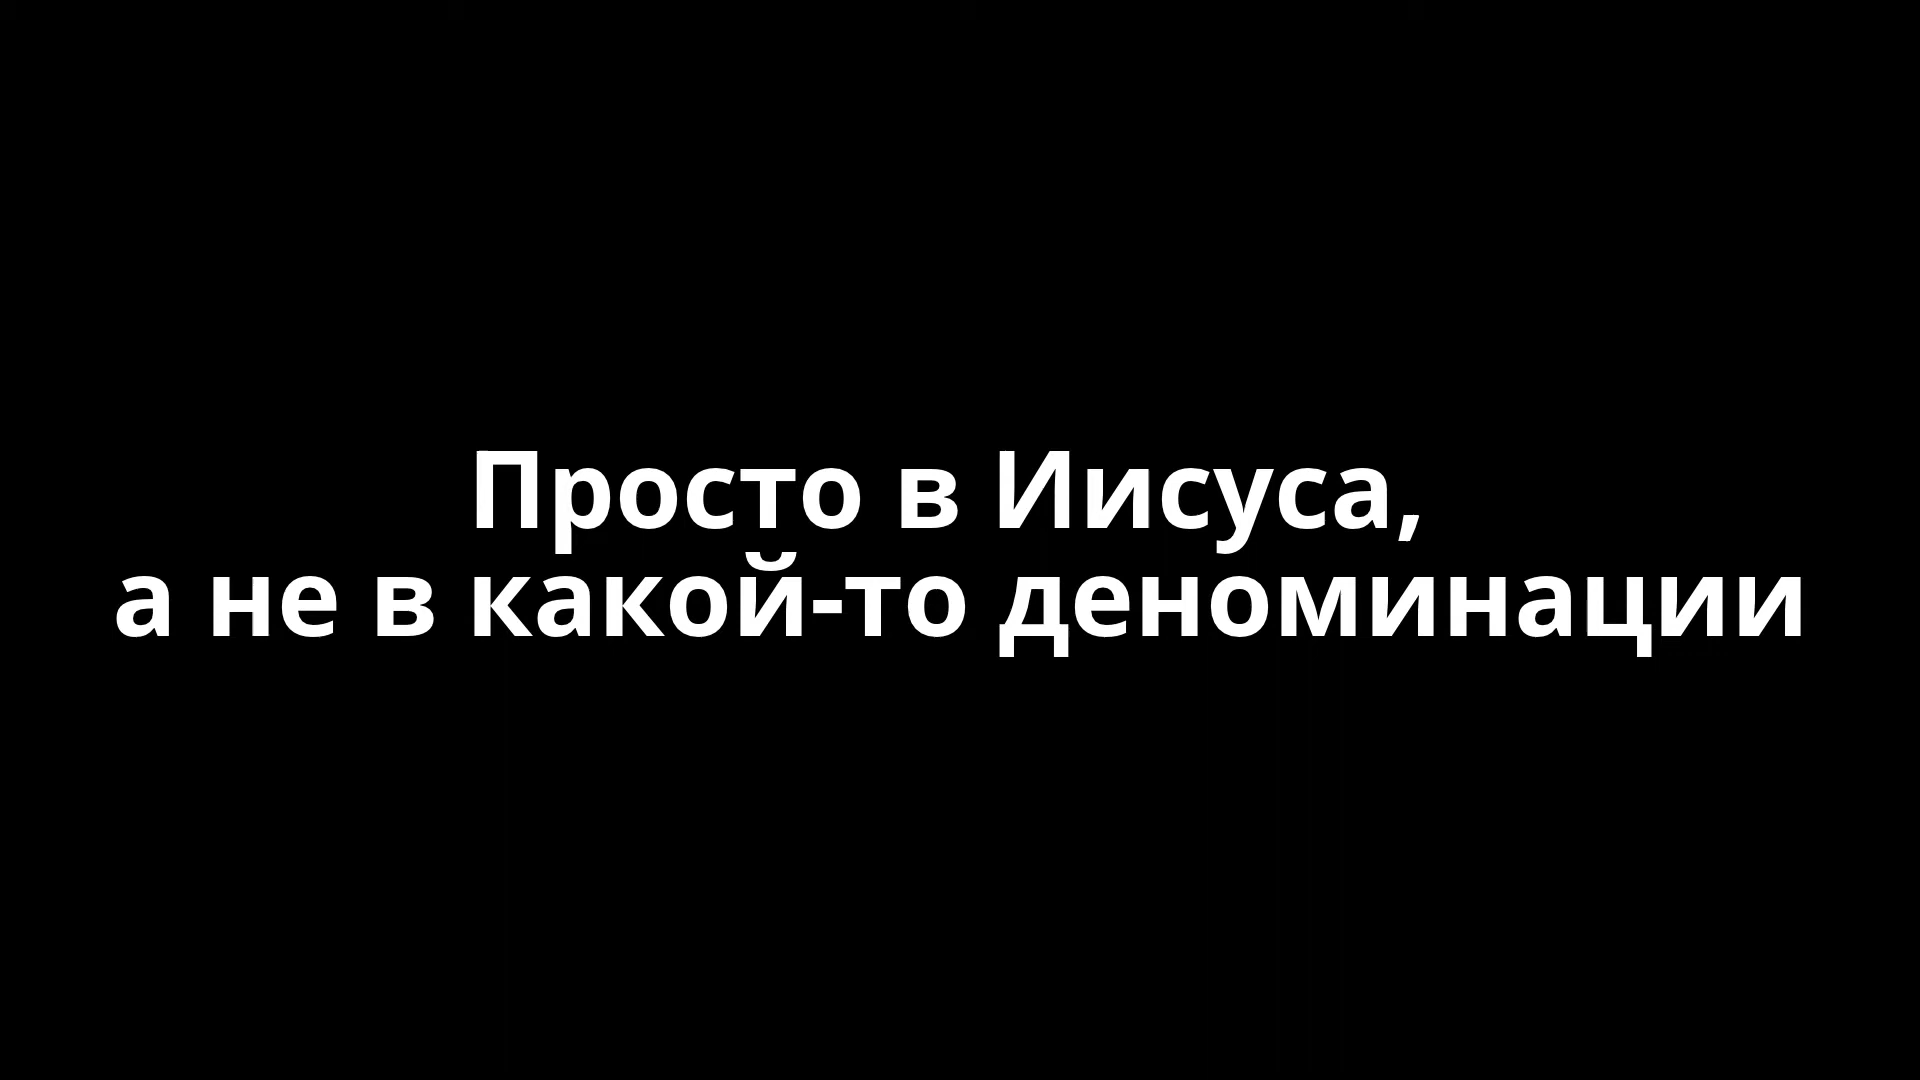 Просто в Иисуса,
а не в какой-то деноминации